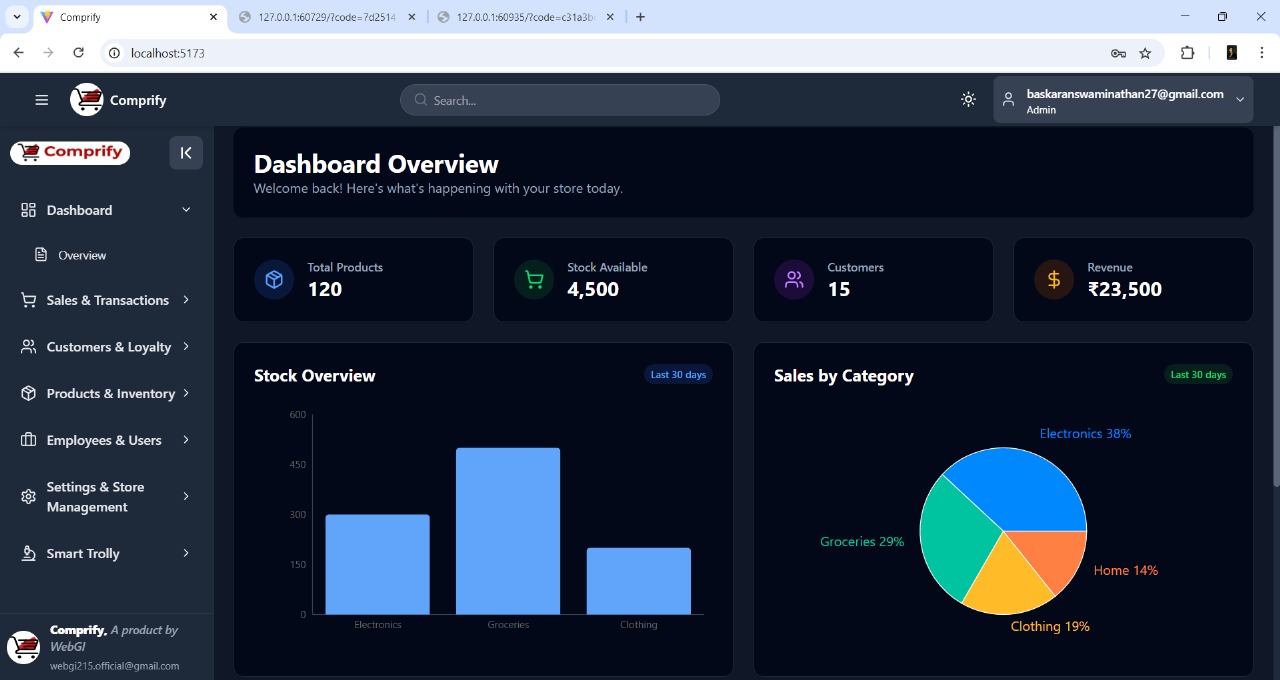 Comprify
127.0.0.1:60729/?code=7d2514
127.0.0.1:60935/?code=c31a3b
localhost:5173
Comprify
Search...
baskaranswaminathan27@gmail.com
Admin
Comprify
Dashboard
Overview
Sales & Transactions
Customers & Loyalty
Products & Inventory
Employees & Users
Settings & Store
Management
Smart Trolly
Comprify, A product by
WebGI
webgi215.official@gmail.com
Dashboard Overview
Welcome back! Here's what's happening with your store today.
Total Products
120
Stock Available
4,500
Customers
15
Revenue
₹23,500
Stock Overview
Last 30 days
600
450
300
150
0
Electronics
Groceries
Clothing
Sales by Category
Last 30 days
Electronics 38%
Groceries 29%
Home 14%
Clothing 19%